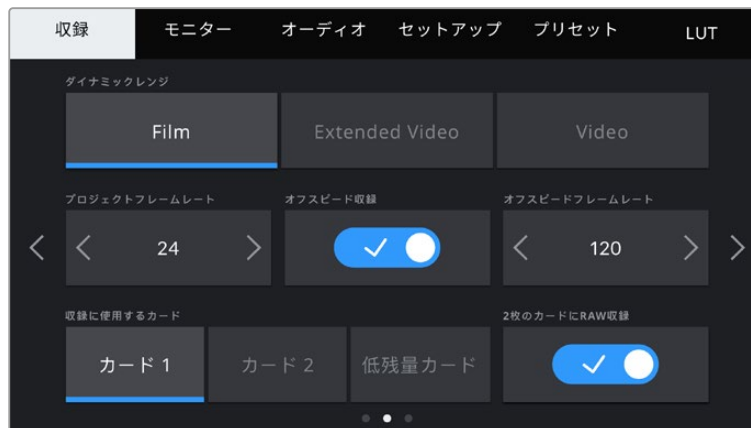 収録 モニター オーディオ セットアップ プリセット LUT
ダイナミックレンジ
Film Extended Video Video
プロジェクトフレームレート オフスピード収録 オフスピードフレームレート
24 120
収録に使用するカード 2枚のカードにRAW収録
カード 1 カード 2 低残量カード